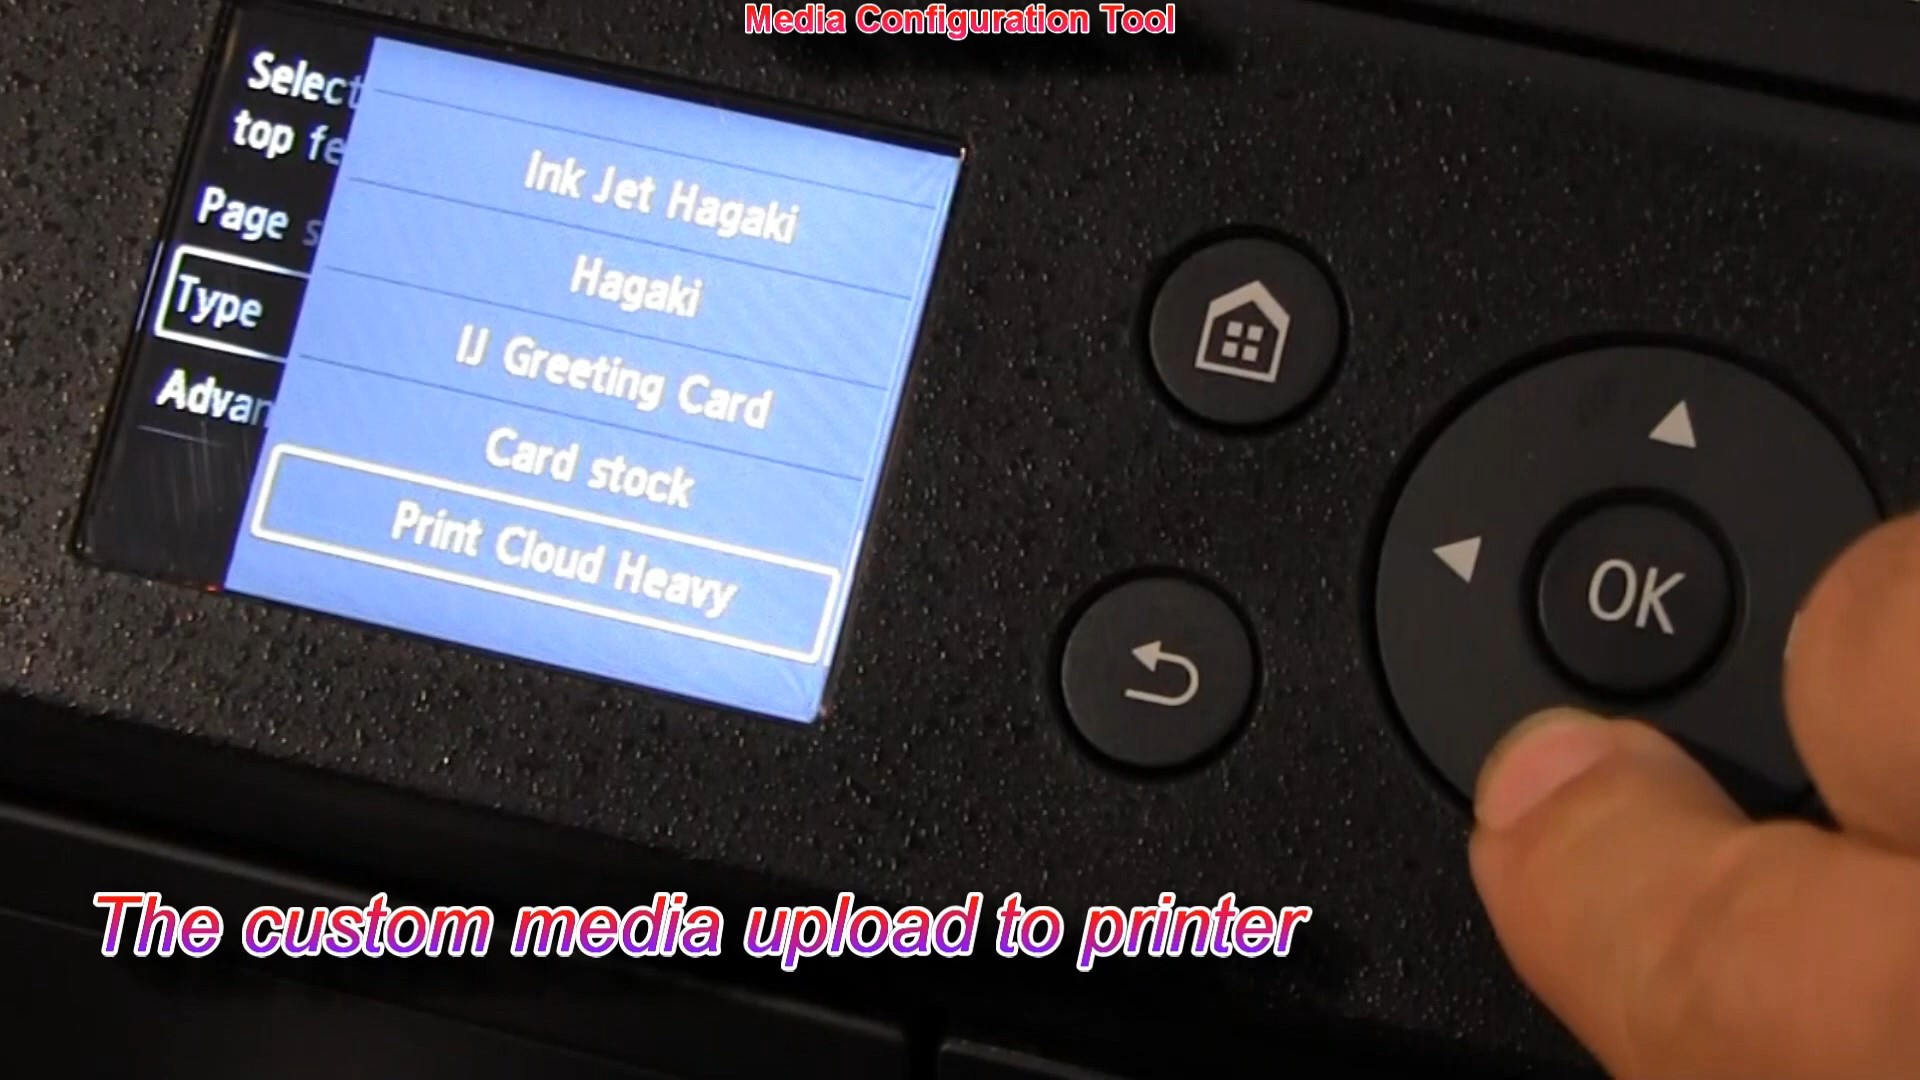 Media Configuration Tool
Select
top fe
Page s
Type
Advan
Ink Jet Hagaki
Hagaki
IJ Greeting Card
Card stock
Print Cloud Heavy
OK
The custom media upload to printer